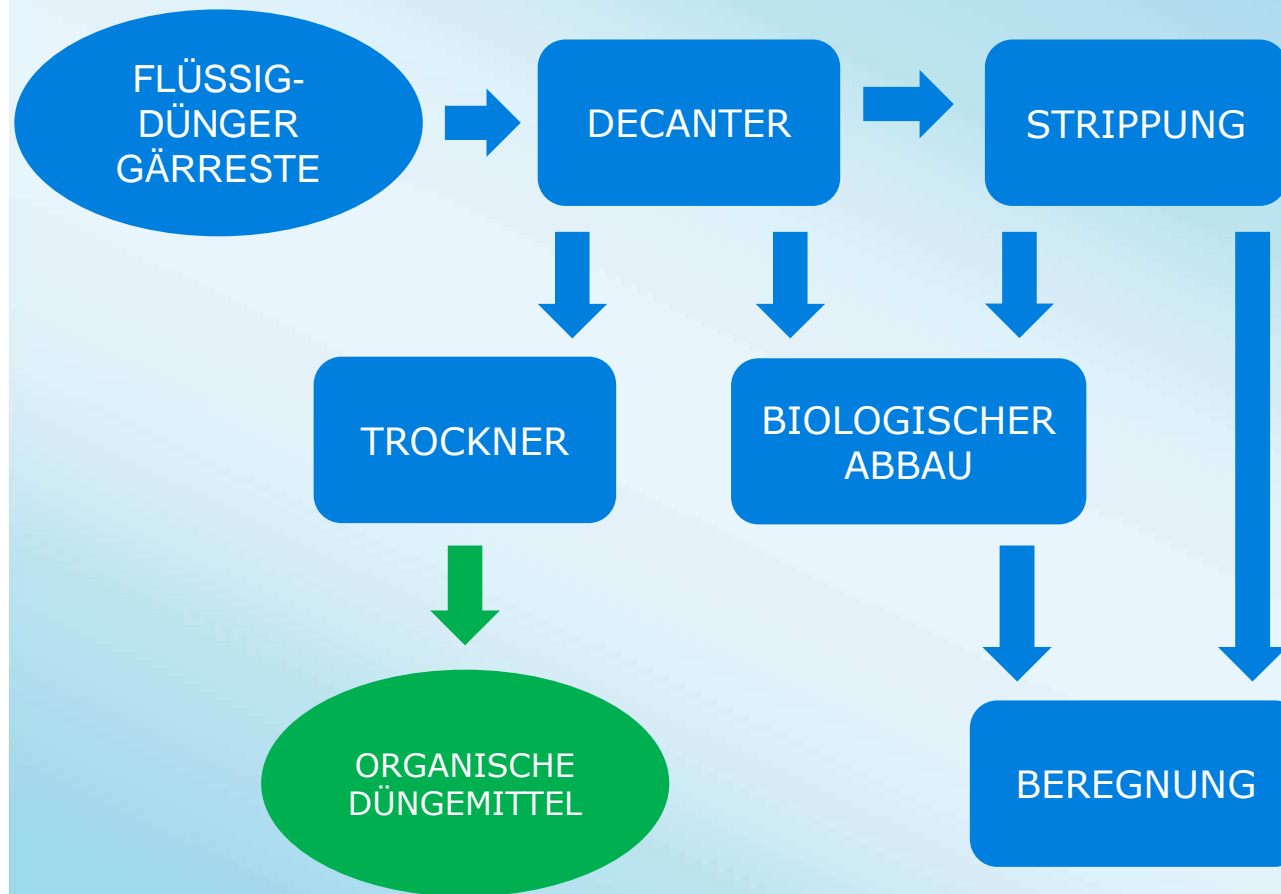 FLÜSSIG-
DÜNGER
GÄRRESTE
DECANTER
STRIPPUNG
TROCKNER
BIOLOGISCHER
ABBAU
ORGANISCHE
DÜNGEMITTEL
BEREGNUNG